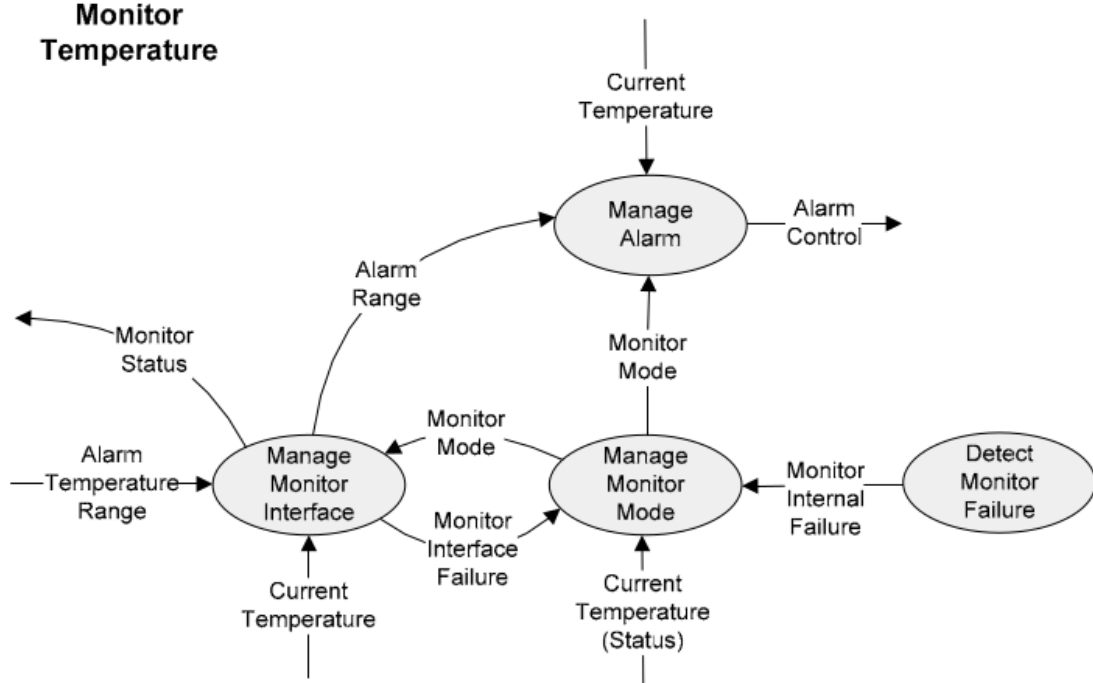 Monitor
Temperature
Current
Temperature
Manage
Alarm
Alarm
Control
Alarm
Range
Monitor
Status
Monitor
Mode
Monitor
Mode
Alarm
Temperature
Range
Manage
Monitor
Interface
Manage
Monitor
Mode
Monitor
Internal
Failure
Detect
Monitor
Failure
Monitor
Interface
Failure
Current
Temperature
Current
Temperature
(Status)